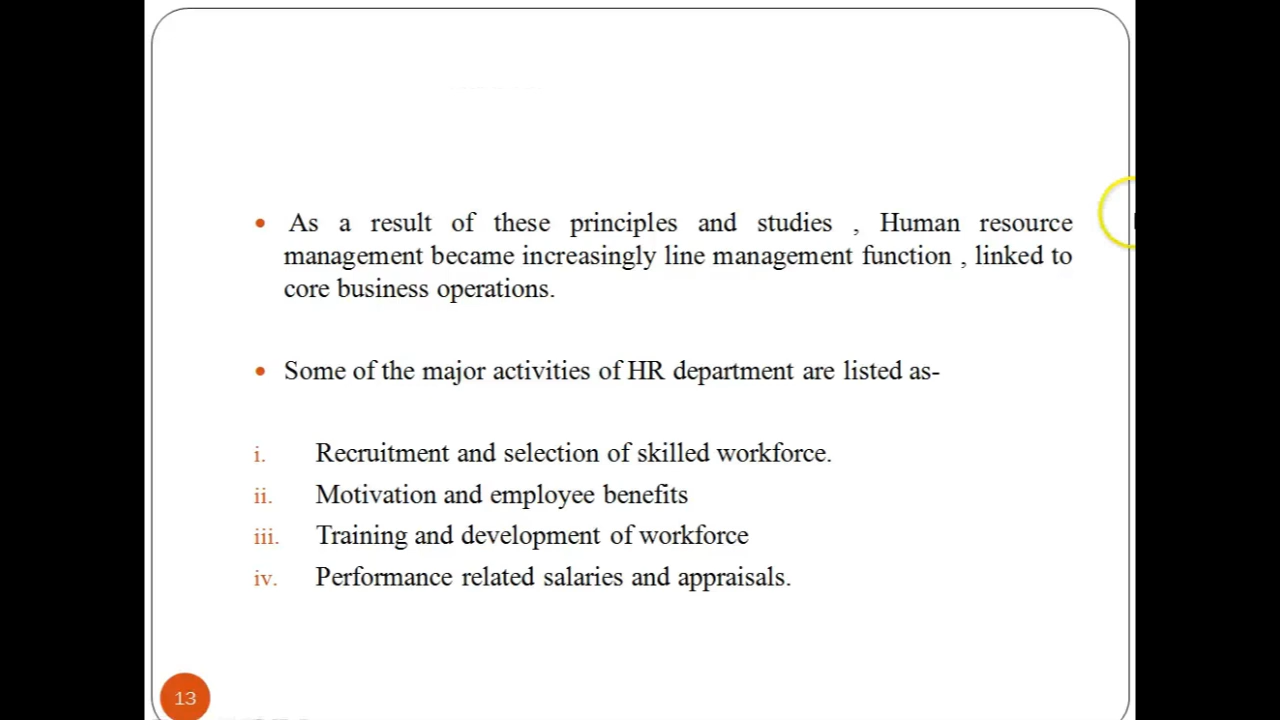 • As a result of these principles and studies , Human resource
management became increasingly line management function , linked to
core business operations.
• Some of the major activities of HR department are listed as-
i. Recruitment and selection of skilled workforce.
ii. Motivation and employee benefits
iii. Training and development of workforce
iv. Performance related salaries and appraisals.
13